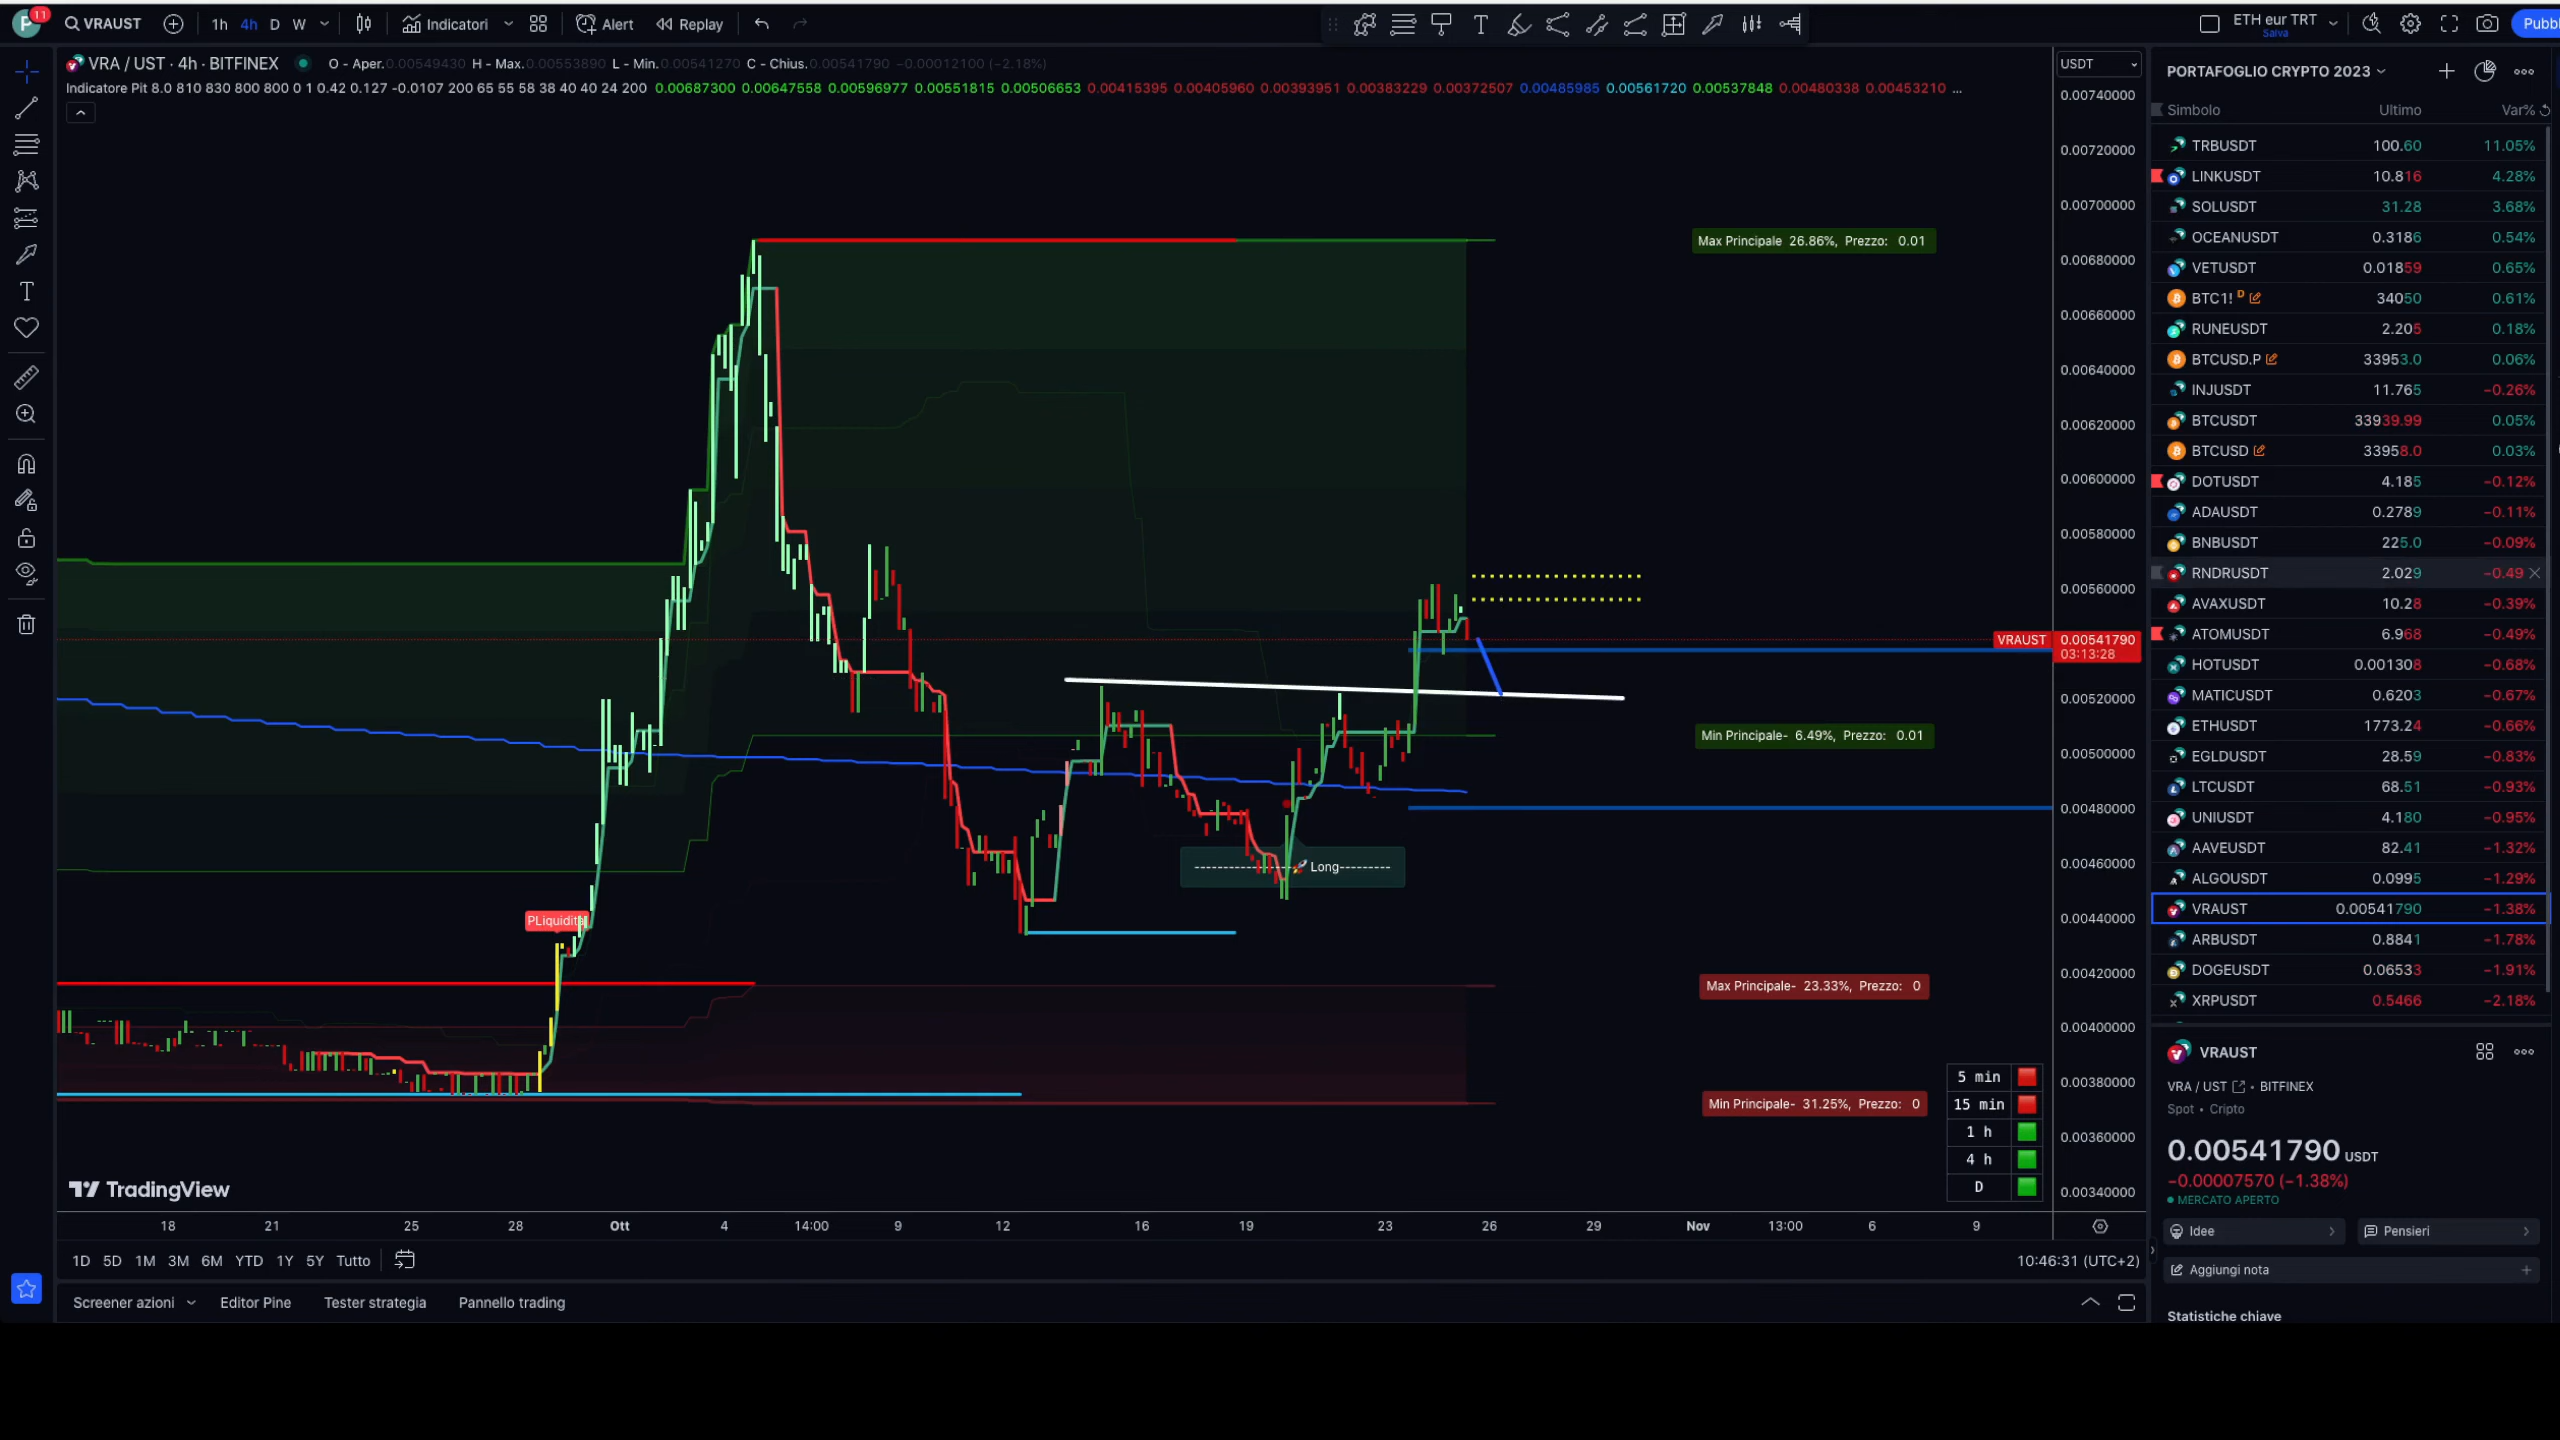 P 11 VRAUST 1h 4h D W Indicatori Alert Replay T ETH eur TRT Salva Pubbl
VRA / UST · 4h · BITFINEX O - Aper.0.00549430 H - Max.0.00553890 L - Min.0.00541270 C - Chius.0.00541790 −0.00012100 (−2.18%)
Indicatore Pit 8.0 810 830 800 800 0 1 0.42 0.127 -0.0107 200 65 55 58 38 40 40 24 200 0.00687300 0.00647558 0.00596977 0.00551815 0.00506653 0.00415395 0.00405960 0.00393951 0.00383229 0.00372507 0.00485985 0.00561720 0.00537848 0.00480338 0.00453210 ...
USDT
0.00740000
0.00720000
0.00700000
0.00680000
0.00660000
0.00640000
0.00620000
0.00600000
0.00580000
0.00560000
VRAUST 0.00541790
03:13:28
0.00520000
0.00500000
0.00480000
0.00460000
0.00440000
0.00420000
0.00400000
0.00380000
0.00360000
0.00340000
Max Principale 26.86%, Prezzo: 0.01
Min Principale- 6.49%, Prezzo: 0.01
Max Principale- 23.33%, Prezzo: 0
Min Principale- 31.25%, Prezzo: 0
PLiquidità
Long
5 min
15 min
1 h
4 h
D
TradingView
18 21 25 28 Ott 4 14:00 9 12 16 19 23 26 29 Nov 13:00 6 9
1D 5D 1M 3M 6M YTD 1Y 5Y Tutto 10:46:31 (UTC+2)
Screener azioni Editor Pine Tester strategia Pannello trading
PORTAFOGLIO CRYPTO 2023
Simbolo Ultimo Var%
TRBUSDT 100.60 11.05%
LINKUSDT 10.816 4.28%
SOLUSDT 31.28 3.68%
OCEANUSDT 0.3186 0.54%
VETUSDT 0.01859 0.65%
BTC1! D 34050 0.61%
RUNEUSDT 2.205 0.18%
BTCUSD.P 33953.0 0.06%
INJUSDT 11.765 −0.26%
BTCUSDT 33939.99 0.05%
BTCUSD 33958.0 0.03%
DOTUSDT 4.185 −0.12%
ADAUSDT 0.2789 −0.11%
BNBUSDT 225.0 −0.09%
RNDRUSDT 2.029 −0.49
AVAXUSDT 10.28 −0.39%
ATOMUSDT 6.968 −0.49%
HOTUSDT 0.001308 −0.68%
MATICUSDT 0.6203 −0.67%
ETHUSDT 1773.24 −0.66%
EGLDUSDT 28.59 −0.83%
LTCUSDT 68.51 −0.93%
UNIUSDT 4.180 −0.95%
AAVEUSDT 82.41 −1.32%
ALGOUSDT 0.0995 −1.29%
VRAUST 0.00541790 −1.38%
ARBUSDT 0.8841 −1.78%
DOGEUSDT 0.06533 −1.91%
XRPUSDT 0.5466 −2.18%
VRAUST
VRA / UST • BITFINEX
Spot • Cripto
0.00541790 USDT
−0.00007570 (−1.38%)
MERCATO APERTO
Idee Pensieri
Aggiungi nota
Statistiche chiave